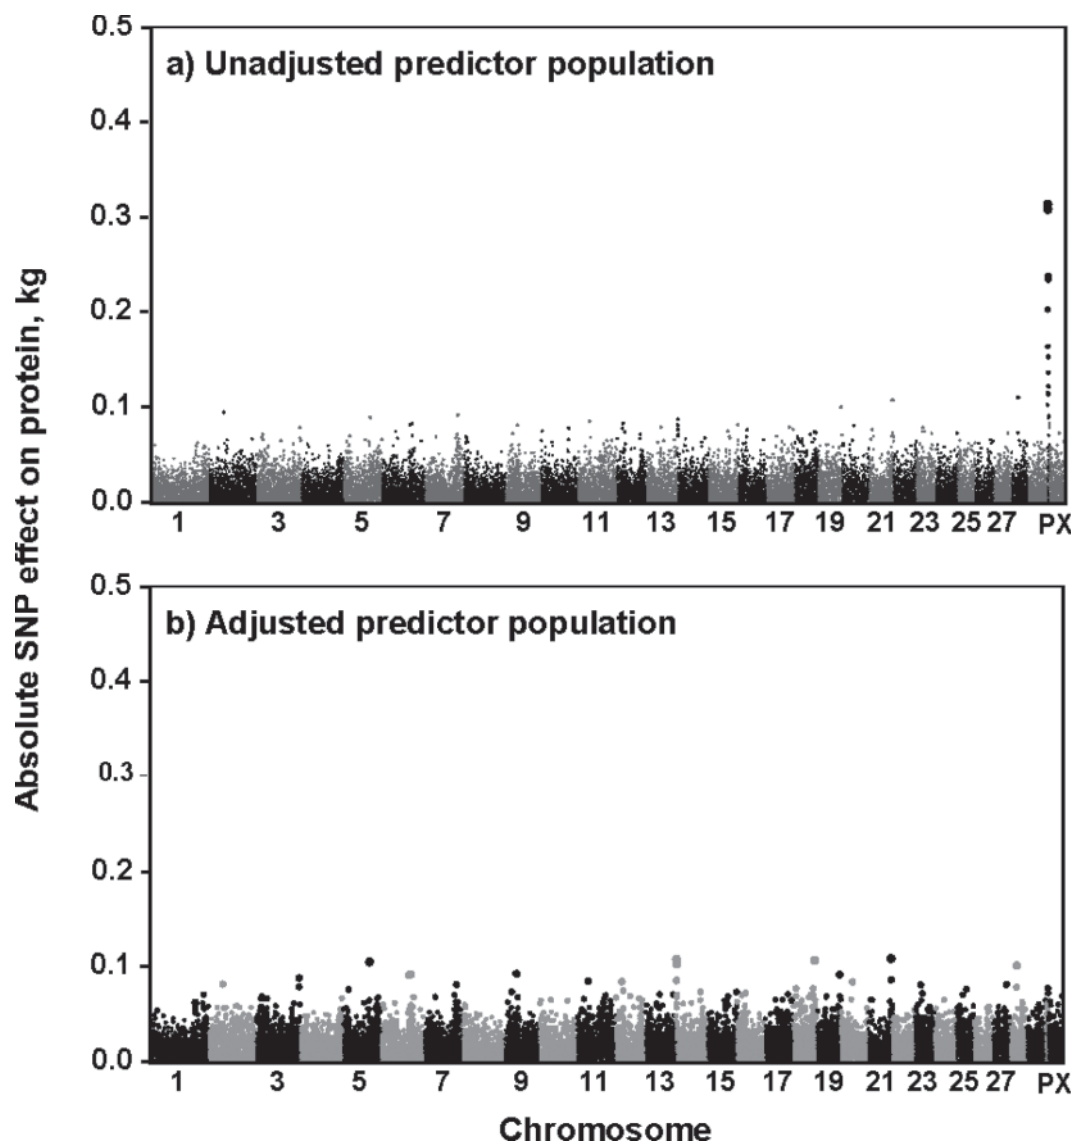 Absolute SNP effect on protein, kg
a) Unadjusted predictor population
0.5
0.4
0.3
0.2
0.1
0.0
1 3 5 7 9 11 13 15 17 19 21 23 25 27 PX
b) Adjusted predictor population
0.5
0.4
0.3
0.2
0.1
0.0
1 3 5 7 9 11 13 15 17 19 21 23 25 27 PX
Chromosome